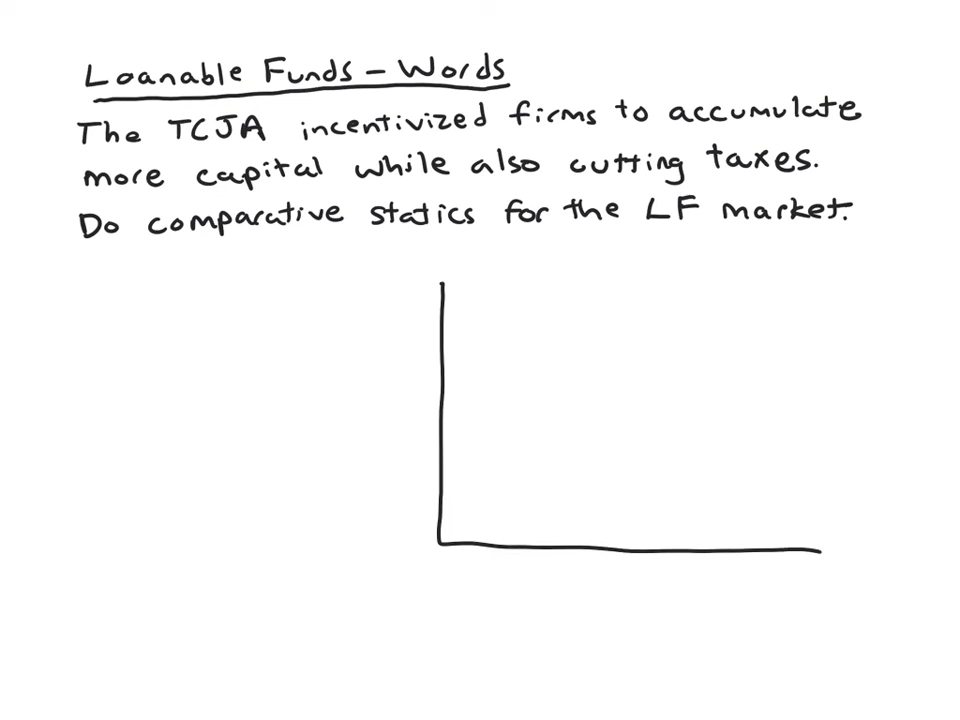 Loanable Funds – Words
The TCJA incentivized firms to accumulate
more capital while also cutting taxes.
Do comparative statics for the LF market.